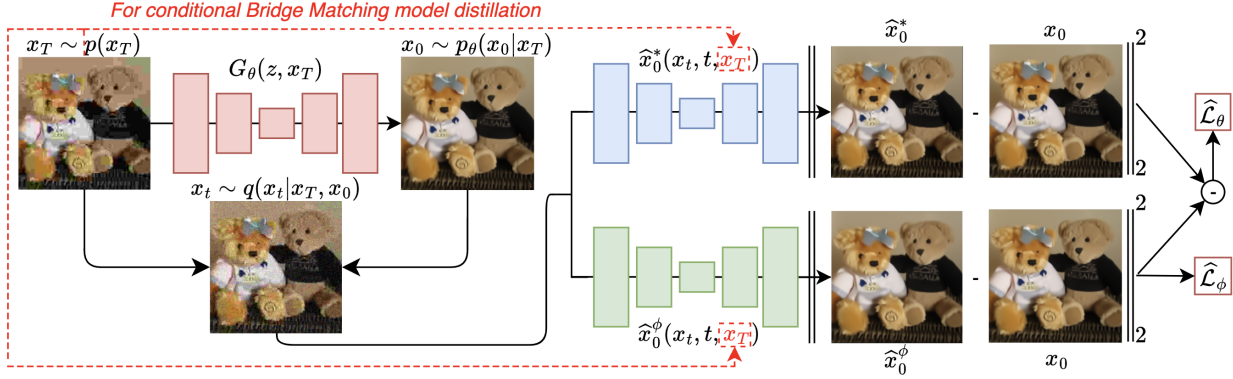 For conditional Bridge Matching model distillation
x_T ∼ p(x_T)
G_θ(z, x_T)
x_0 ∼ p_θ(x_0|x_T)
x_t ∼ q(x_t|x_T, x_0)
x̂_0^*(x_t, t, x_T)
x̂_0^ϕ(x_t, t, x_T)
x̂_0^*
-
x_0
2
2
x̂_0^ϕ
-
x_0
2
2
L̂_θ
-
L̂_ϕ